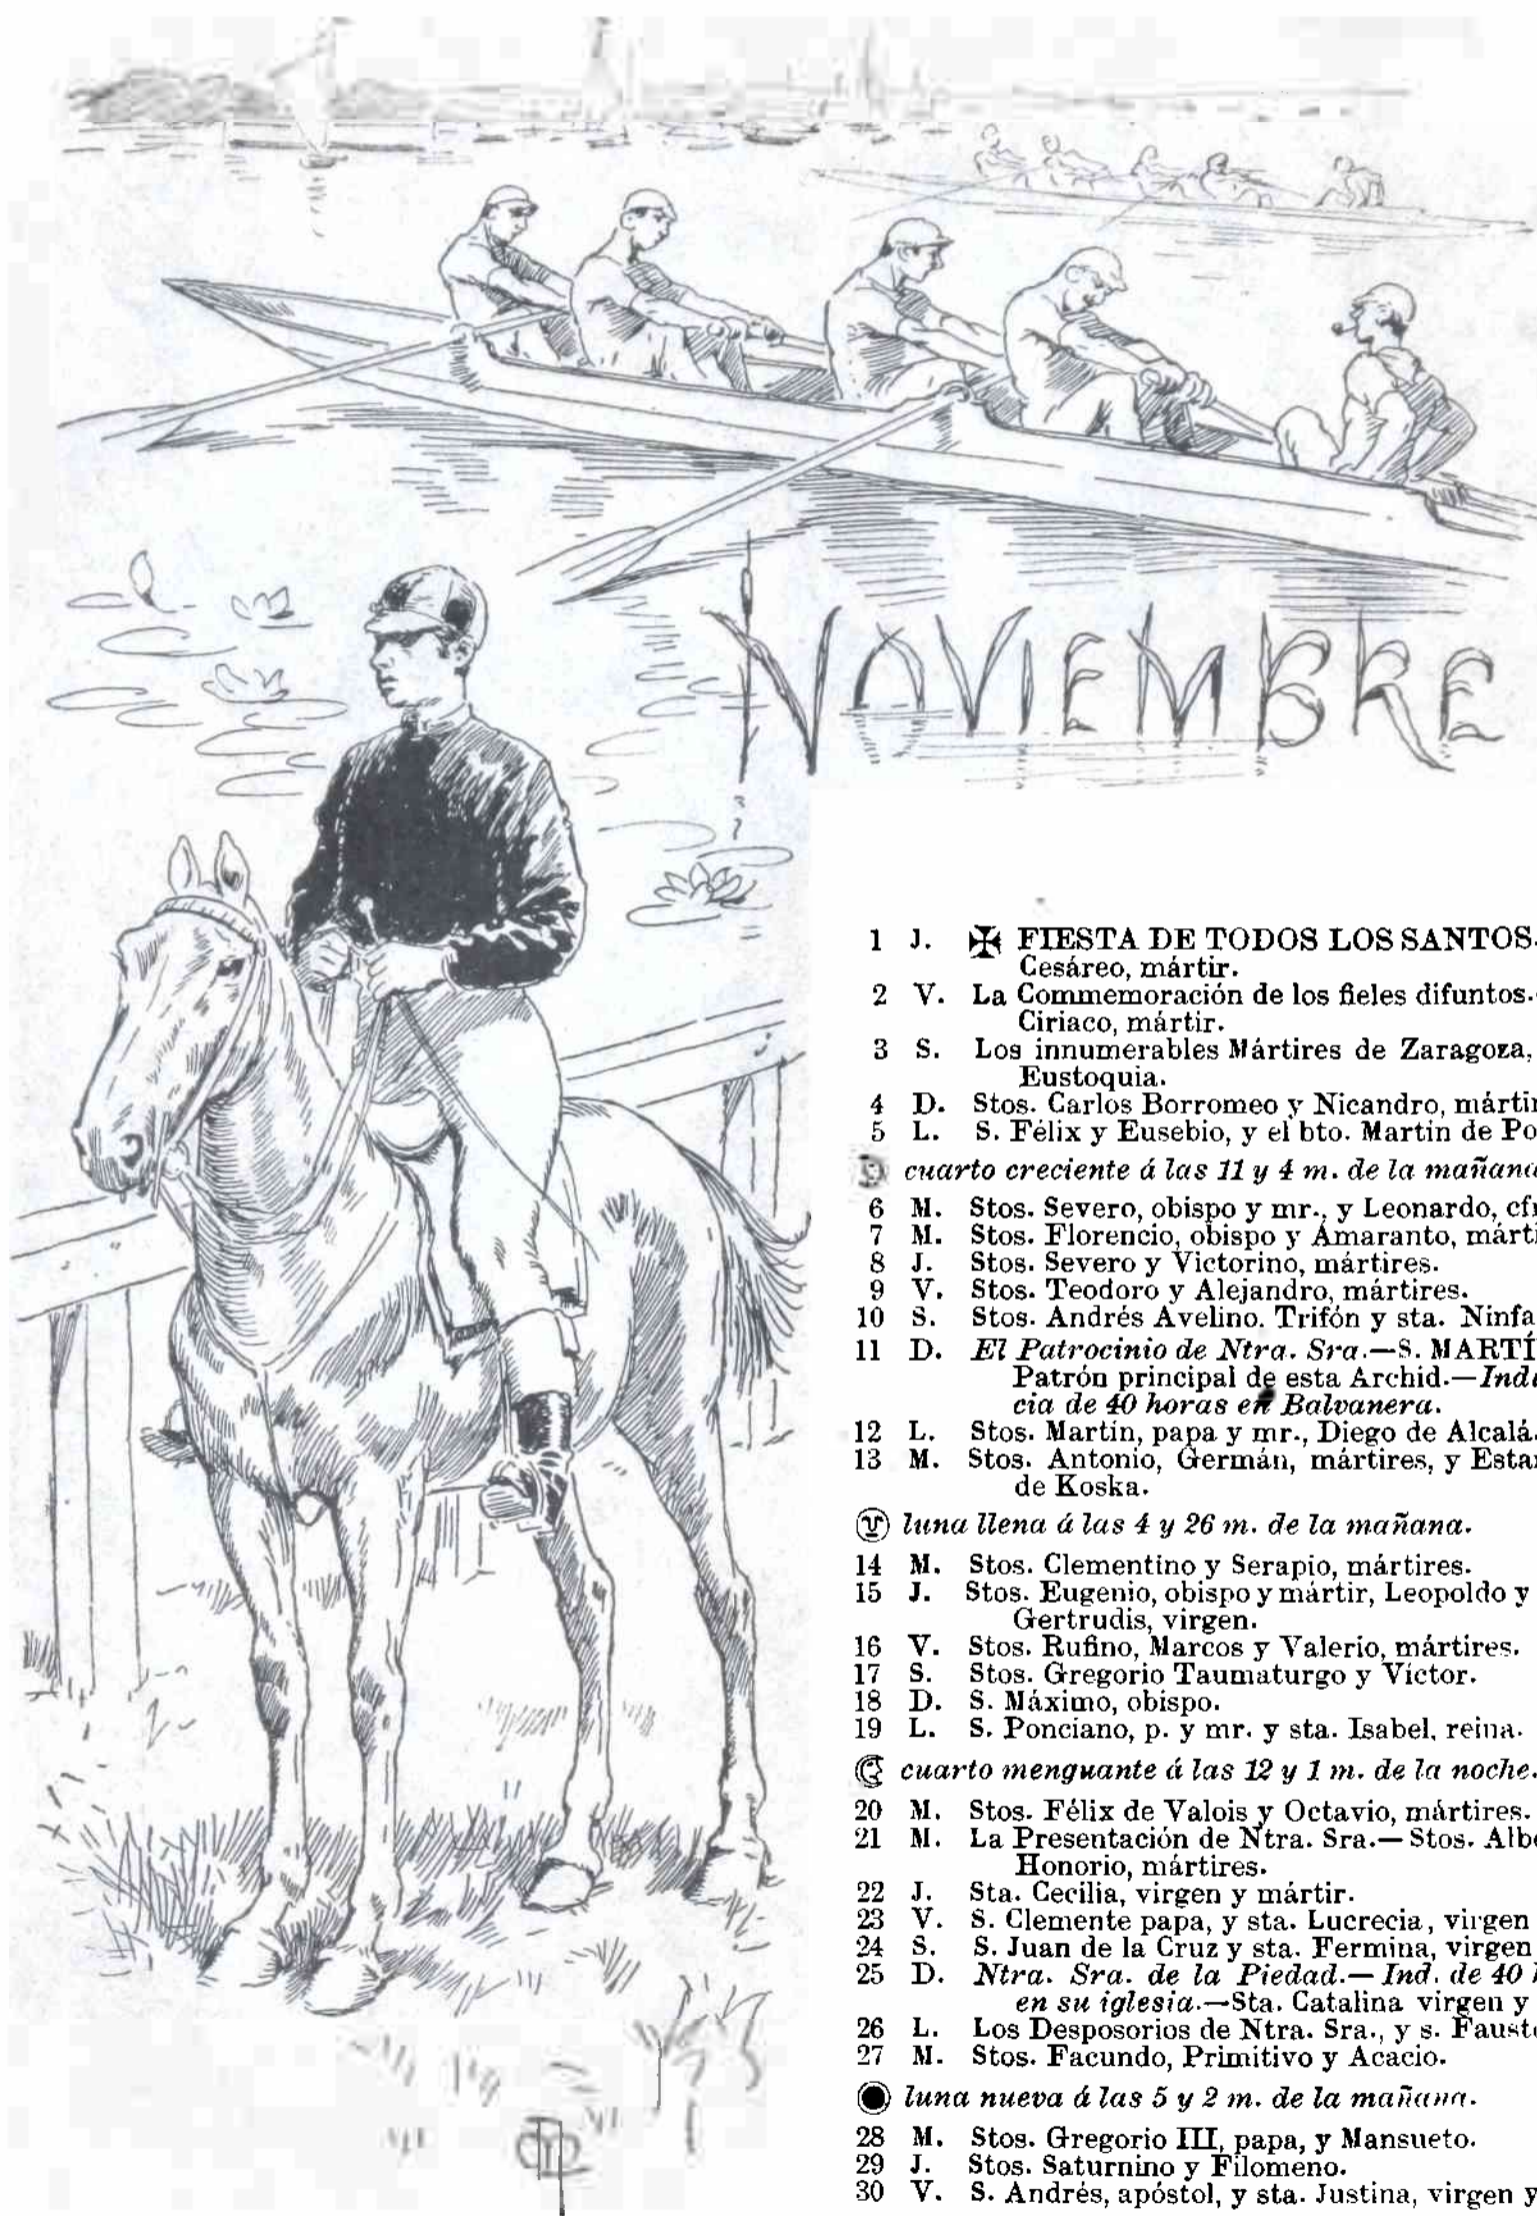 NOVIEMBRE
1 J. ✠ FIESTA DE TODOS LOS SANTOS.
Cesáreo, mártir.
2 V. La Commemoración de los fieles difuntos.
Ciriaco, mártir.
3 S. Los innumerables Mártires de Zaragoza,
Eustoquia.
4 D. Stos. Carlos Borromeo y Nicandro,
5 L. S. Félix y Eusebio, y el bto. Martin de
cuarto creciente á las 11 y 4 m. de la mañana
6 M. Stos. Severo, obispo y mr., y Leonardo,
7 M. Stos. Florencio, obispo y Amaranto,
8 J. Stos. Severo y Victorino, mártires.
9 V. Stos. Teodoro y Alejandro, mártires.
10 S. Stos. Andrés Avelino. Trifón y sta. Ninfa
11 D. El Patrocinio de Ntra. Sra.—S. MARTÍ
Patrón principal de esta Archid.—Ind
cia de 40 horas en Balvanera.
12 L. Stos. Martin, papa y mr., Diego de Alcalá.
13 M. Stos. Antonio, Germán, mártires, y
de Koska.
luna llena á las 4 y 26 m. de la mañana.
14 M. Stos. Clementino y Serapio, mártires.
15 J. Stos. Eugenio, obispo y mártir, Leopoldo y
Gertrudis, virgen.
16 V. Stos. Rufino, Marcos y Valerio, mártires.
17 S. Stos. Gregorio Taumaturgo y Víctor.
18 D. S. Máximo, obispo.
19 L. S. Ponciano, p. y mr. y sta. Isabel, reina.
cuarto menguante á las 12 y 1 m. de la noche.
20 M. Stos. Félix de Valois y Octavio, mártires.
21 M. La Presentación de Ntra. Sra.—Stos.
Honorio, mártires.
22 J. Sta. Cecilia, virgen y mártir.
23 V. S. Clemente papa, y sta. Lucrecia, virgen
24 S. S. Juan de la Cruz y sta. Fermina, virgen
25 D. Ntra. Sra. de la Piedad.—Ind. de 40
en su iglesia.—Sta. Catalina virgen y
26 L. Los Desposorios de Ntra. Sra., y s. Faust
27 M. Stos. Facundo, Primitivo y Acacio.
luna nueva á las 5 y 2 m. de la mañana.
28 M. Stos. Gregorio III, papa, y Mansueto.
29 J. Stos. Saturnino y Filomeno.
30 V. S. Andrés, apóstol, y sta. Justina, virgen y